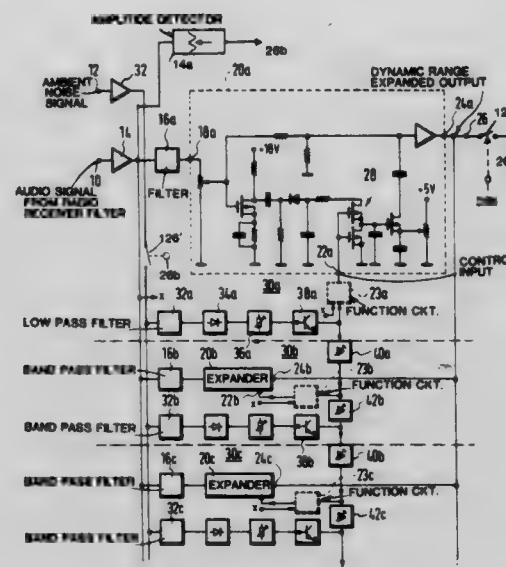 AMPLITIDE DETECTOR
14a
26b
20a
AMBIENT NOISE SIGNAL
12
32
DYNAMIC RANGE EXPANDED OUTPUT
24a
26
14
16a
18a
FILTER
+18V
28
+5V
10
AUDIO SIGNAL FROM RADIO RECEIVER FILTER
126'
26b
22a
CONTROL INPUT
30a
23a
x
FUNCTION CKT.
x
32a
34a
38a
LOW PASS FILTER
36a
40a
16b
20b
30b
24b
23b
BAND PASS FILTER
EXPANDER
FUNCTION CKT.
32b
22b
x
42b
BAND PASS FILTER
38b
40b
16c
20c
30c
24c
23c
BAND PASS FILTER
EXPANDER
FUNCTION CKT.
32c
x
42c
BAND PASS FILTER